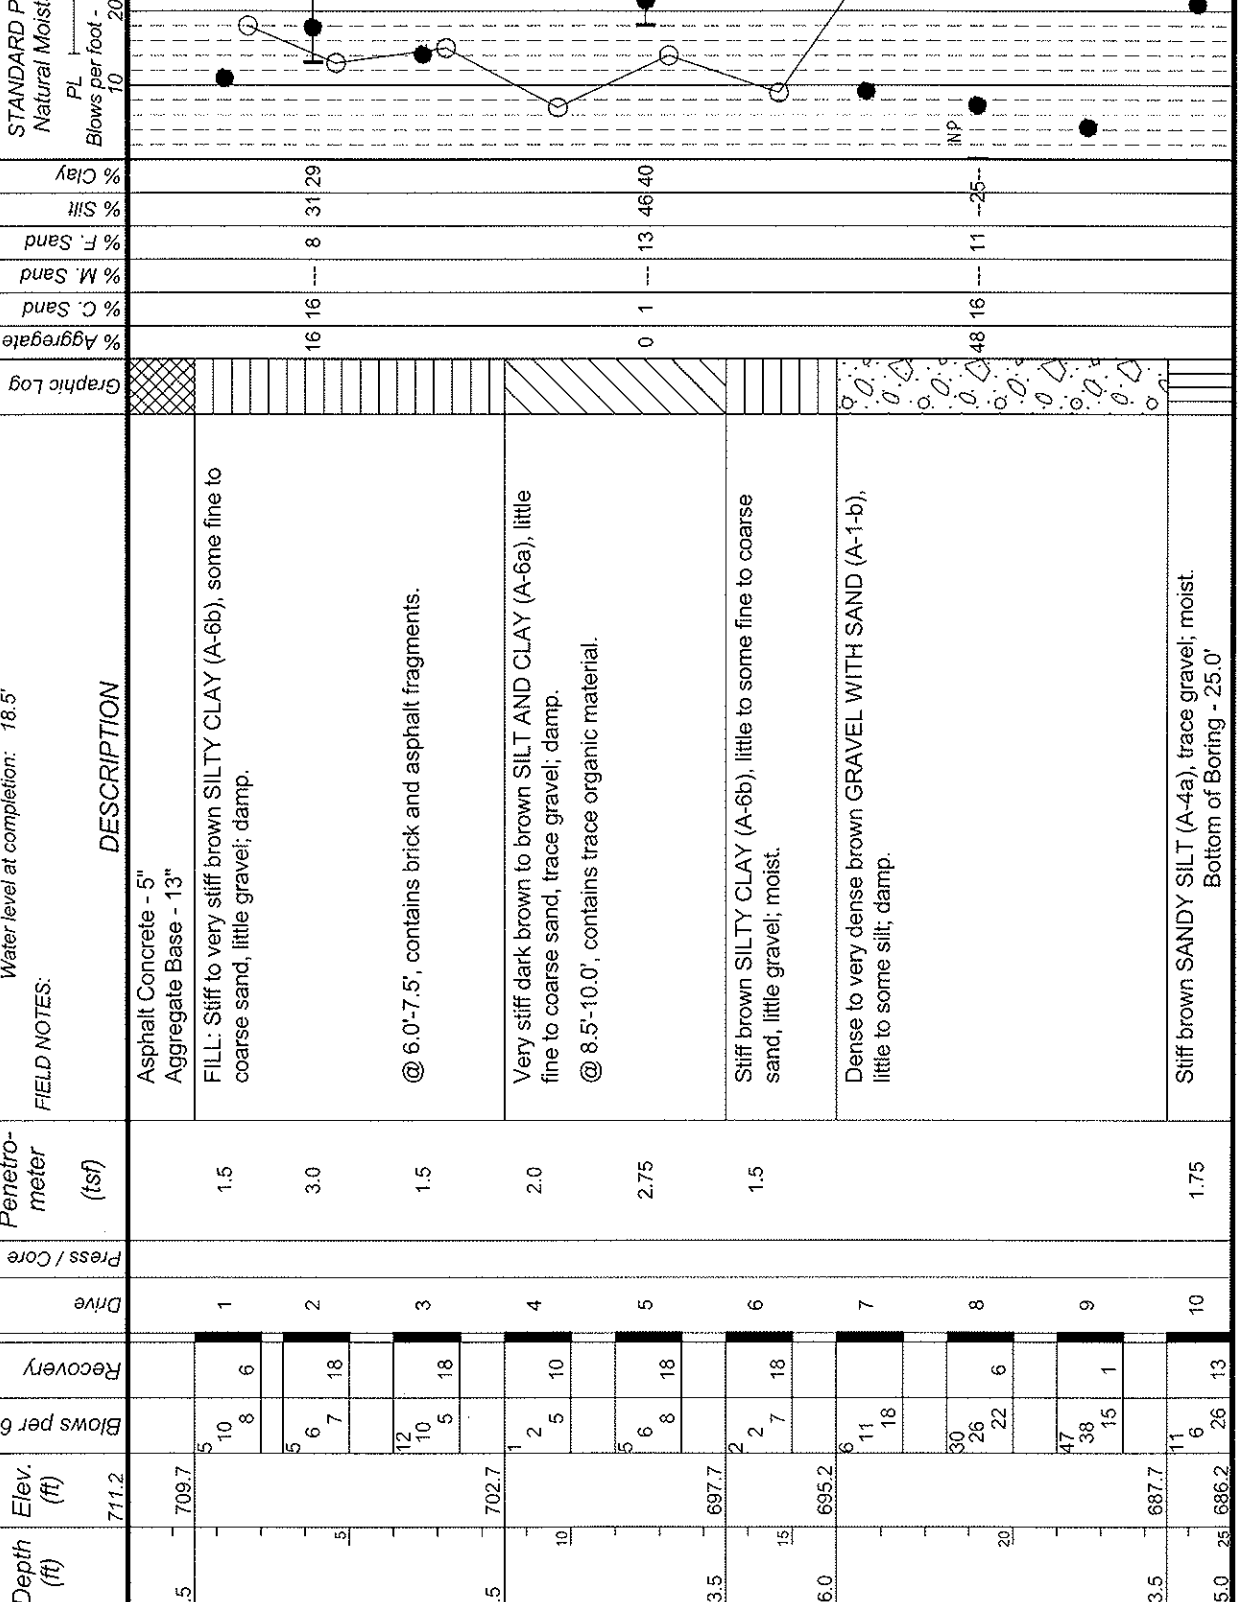 Water level at completion: 18.5'
FIELD NOTES:
Depth (ft)
Elev. (ft)
Blows per 6
Recovery
Drive
Press / Core
Penetro-
meter
(tsf)
DESCRIPTION
Graphic Log
% Aggregate
% C. Sand
% M. Sand
% F. Sand
% Silt
% Clay
STANDARD P
Natural Moist
PL
Blows per foot -
10
20
711.2
Asphalt Concrete - 5"
Aggregate Base - 13"
.5
709.7
FILL: Stiff to very stiff brown SILTY CLAY (A-6b), some fine to
coarse sand, little gravel; damp.
5 10 8
6
1
1.5
5 6 7
18
2
3.0
16 16 --- 8 31 29
5
@ 6.0'-7.5', contains brick and asphalt fragments.
12 10 5
18
3
1.5
.5
702.7
Very stiff dark brown to brown SILT AND CLAY (A-6a), little
fine to coarse sand, trace gravel; damp.
1 2 5
10
4
2.0
10
@ 8.5'-10.0', contains trace organic material.
5 6 8
18
5
2.75
0 1 --- 13 46 40
3.5
697.7
Stiff brown SILTY CLAY (A-6b), little to some fine to coarse
sand, little gravel; moist.
2 2 7
18
6
1.5
15
6.0
695.2
Dense to very dense brown GRAVEL WITH SAND (A-1-b),
little to some silt; damp.
6 11 18
7
30 26 22
6
8
48 16 --- 11 --25--
NP
20
47 38 15
1
9
3.5
687.7
Stiff brown SANDY SILT (A-4a), trace gravel; moist.
11 6 26
13
10
1.75
5.0
25
686.2
Bottom of Boring - 25.0'